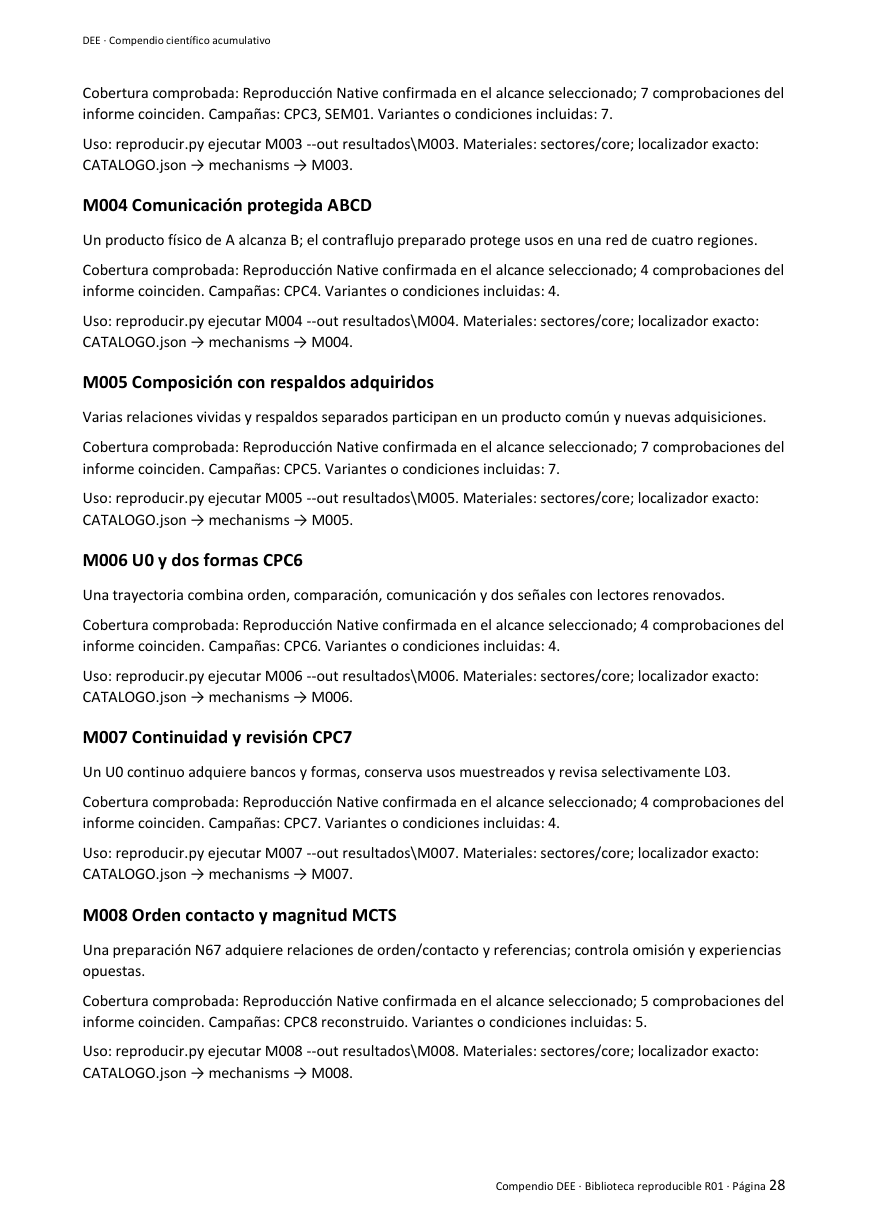 DEE · Compendio científico acumulativo
Cobertura comprobada: Reproducción Native confirmada en el alcance seleccionado; 7 comprobaciones del
informe coinciden. Campañas: CPC3, SEM01. Variantes o condiciones incluidas: 7.
Uso: reproducir.py ejecutar M003 --out resultados\M003. Materiales: sectores/core; localizador exacto:
CATALOGO.json → mechanisms → M003.
M004 Comunicación protegida ABCD
Un producto físico de A alcanza B; el contraflujo preparado protege usos en una red de cuatro regiones.
Cobertura comprobada: Reproducción Native confirmada en el alcance seleccionado; 4 comprobaciones del
informe coinciden. Campañas: CPC4. Variantes o condiciones incluidas: 4.
Uso: reproducir.py ejecutar M004 --out resultados\M004. Materiales: sectores/core; localizador exacto:
CATALOGO.json → mechanisms → M004.
M005 Composición con respaldos adquiridos
Varias relaciones vividas y respaldos separados participan en un producto común y nuevas adquisiciones.
Cobertura comprobada: Reproducción Native confirmada en el alcance seleccionado; 7 comprobaciones del
informe coinciden. Campañas: CPC5. Variantes o condiciones incluidas: 7.
Uso: reproducir.py ejecutar M005 --out resultados\M005. Materiales: sectores/core; localizador exacto:
CATALOGO.json → mechanisms → M005.
M006 U0 y dos formas CPC6
Una trayectoria combina orden, comparación, comunicación y dos señales con lectores renovados.
Cobertura comprobada: Reproducción Native confirmada en el alcance seleccionado; 4 comprobaciones del
informe coinciden. Campañas: CPC6. Variantes o condiciones incluidas: 4.
Uso: reproducir.py ejecutar M006 --out resultados\M006. Materiales: sectores/core; localizador exacto:
CATALOGO.json → mechanisms → M006.
M007 Continuidad y revisión CPC7
Un U0 continuo adquiere bancos y formas, conserva usos muestreados y revisa selectivamente L03.
Cobertura comprobada: Reproducción Native confirmada en el alcance seleccionado; 4 comprobaciones del
informe coinciden. Campañas: CPC7. Variantes o condiciones incluidas: 4.
Uso: reproducir.py ejecutar M007 --out resultados\M007. Materiales: sectores/core; localizador exacto:
CATALOGO.json → mechanisms → M007.
M008 Orden contacto y magnitud MCTS
Una preparación N67 adquiere relaciones de orden/contacto y referencias; controla omisión y experiencias
opuestas.
Cobertura comprobada: Reproducción Native confirmada en el alcance seleccionado; 5 comprobaciones del
informe coinciden. Campañas: CPC8 reconstruido. Variantes o condiciones incluidas: 5.
Uso: reproducir.py ejecutar M008 --out resultados\M008. Materiales: sectores/core; localizador exacto:
CATALOGO.json → mechanisms → M008.
Compendio DEE · Biblioteca reproducible R01 · Página 28